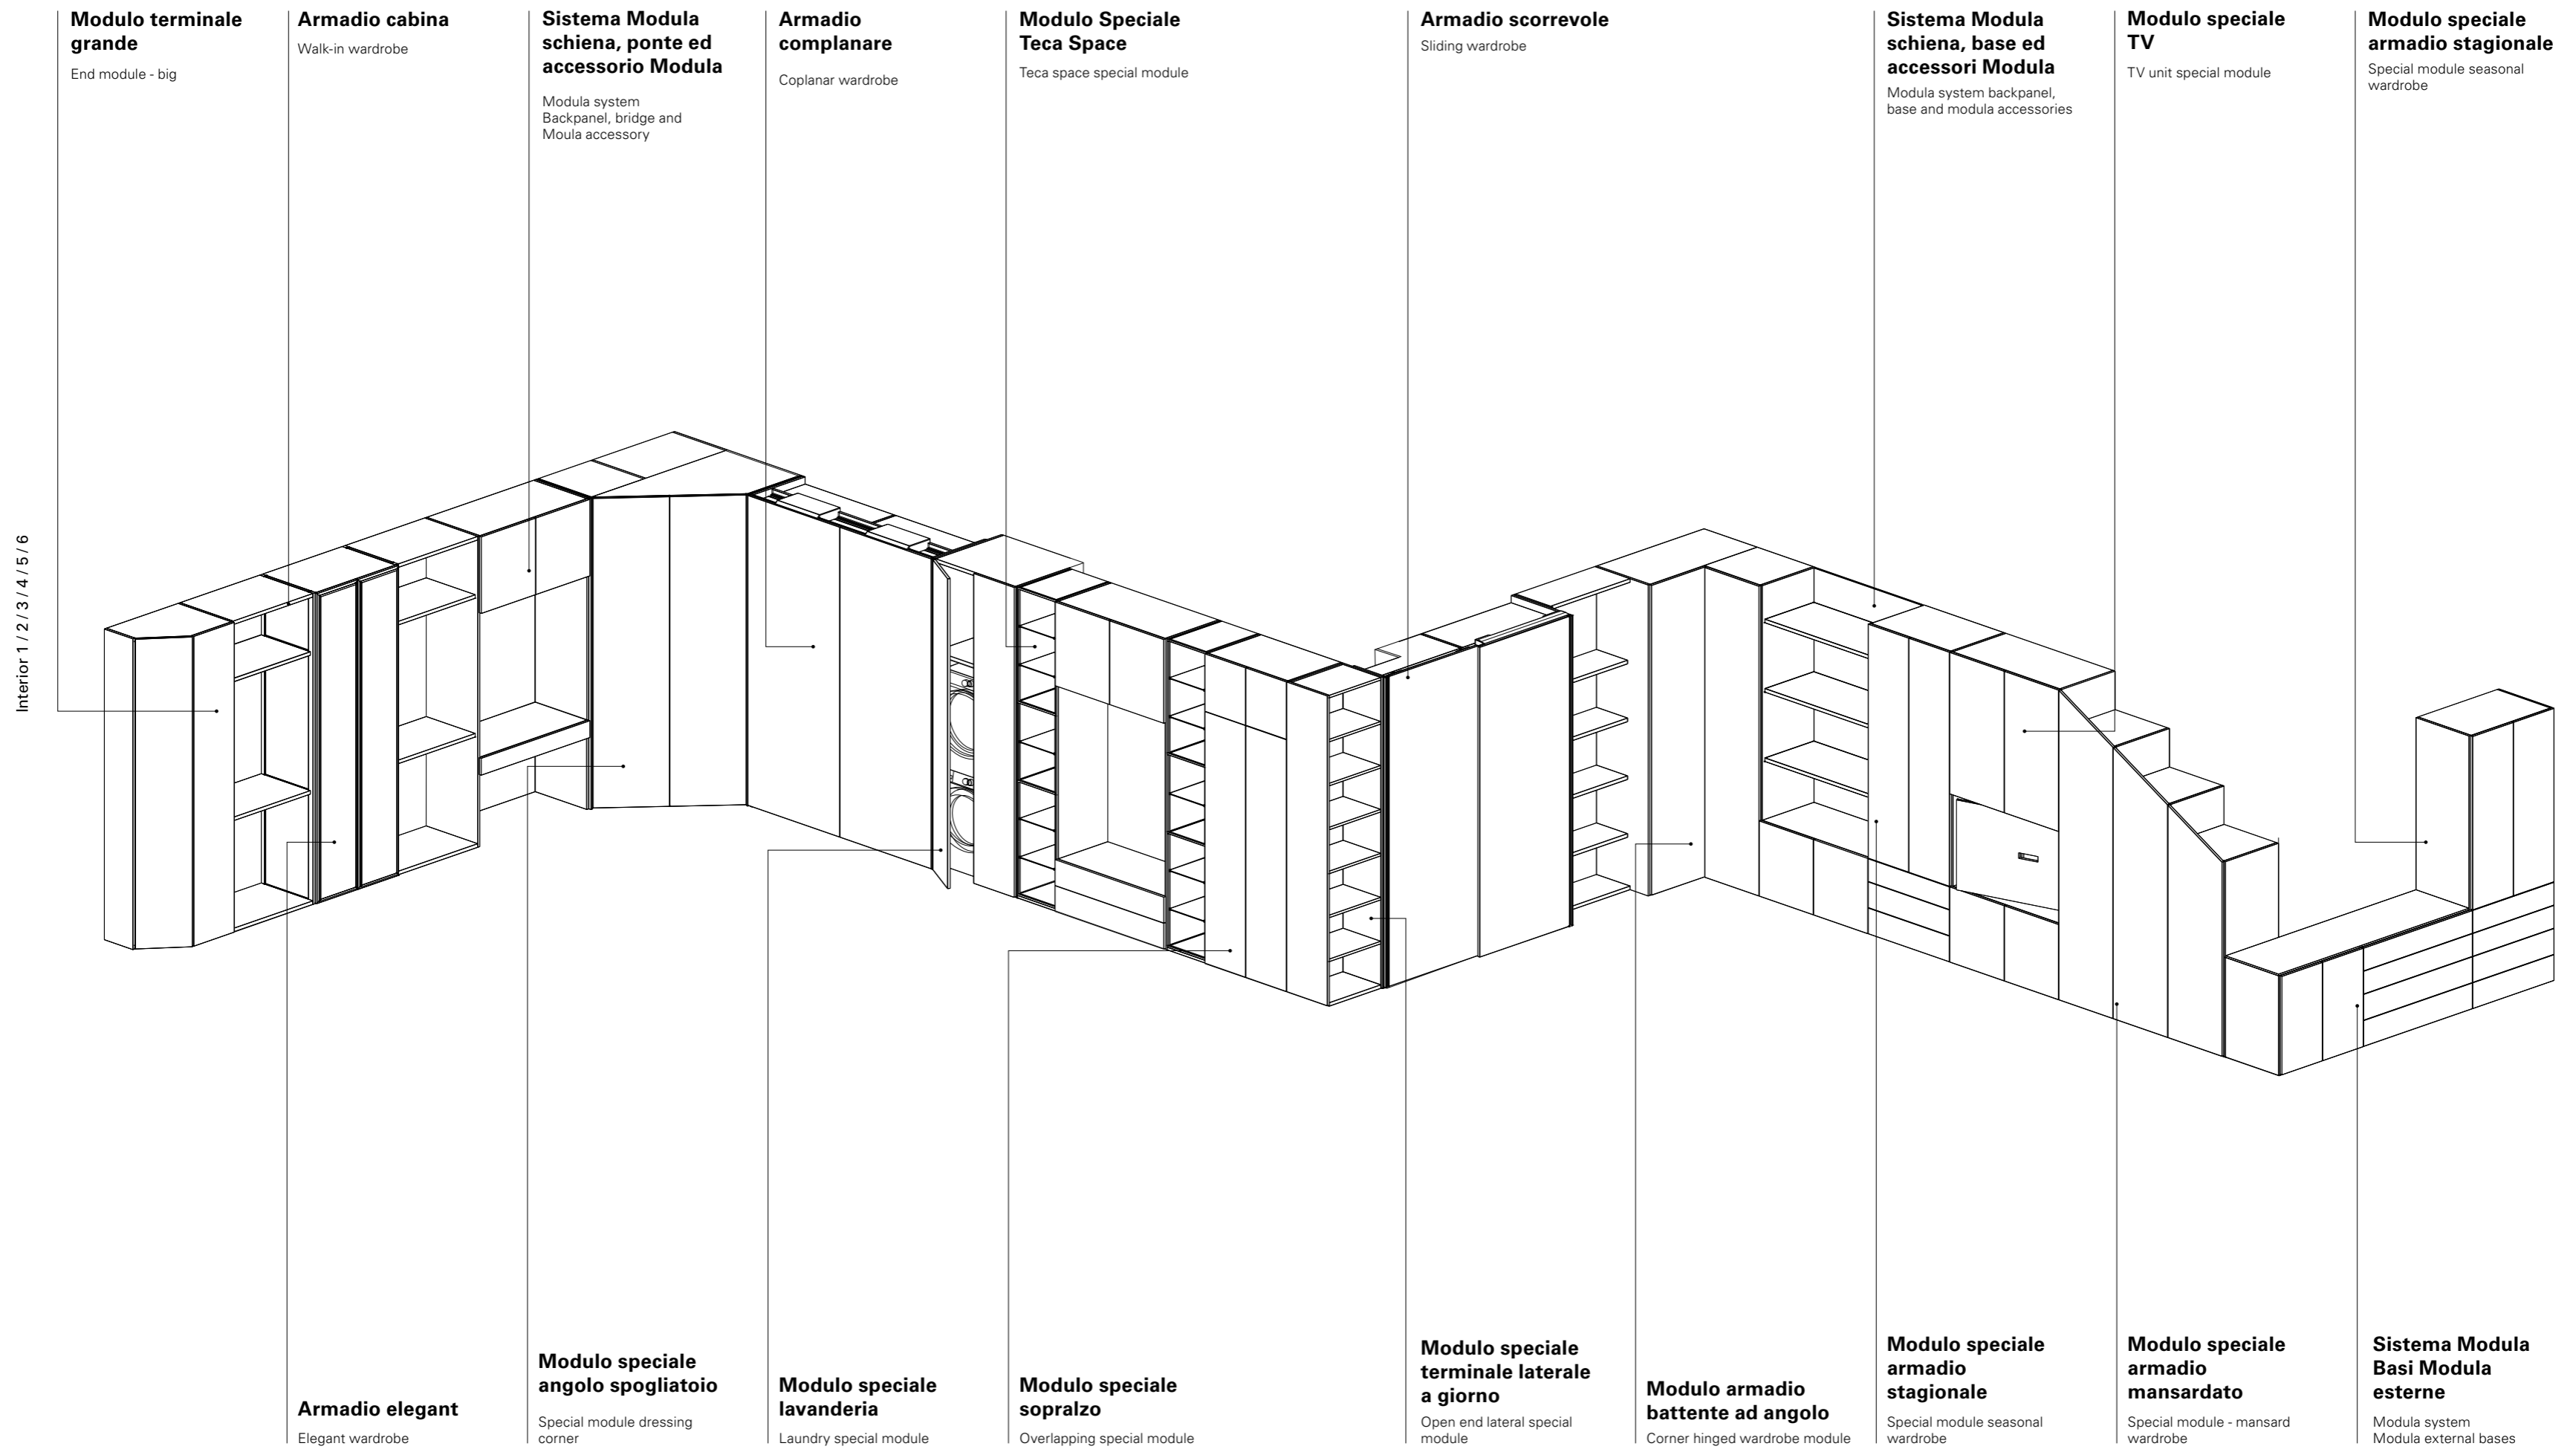 Modulo terminale
grande
End module - big
Armadio cabina
Walk-in wardrobe
Sistema Modula
schiena, ponte ed
accessorio Modula
Modula system
Backpanel, bridge and
Moula accessory
Armadio
complanare
Coplanar wardrobe
Modulo Speciale
Teca Space
Teca space special module
Armadio scorrevole
Sliding wardrobe
Sistema Modula
schiena, base ed
accessori Modula
Modula system backpanel,
base and modula accessories
Modulo speciale
TV
TV unit special module
Modulo speciale
armadio stagionale
Special module seasonal
wardrobe
Interior 1 / 2 / 3 / 4 / 5 / 6
Armadio elegant
Elegant wardrobe
Modulo speciale
angolo spogliatoio
Special module dressing
corner
Modulo speciale
lavanderia
Laundry special module
Modulo speciale
sopralzo
Overlapping special module
Modulo speciale
terminale laterale
a giorno
Open end lateral special
module
Modulo armadio
battente ad angolo
Corner hinged wardrobe module
Modulo speciale
armadio
stagionale
Special module seasonal
wardrobe
Modulo speciale
armadio
mansardato
Special module - mansard
wardrobe
Sistema Modula
Basi Modula
esterne
Modula system
Modula external bases